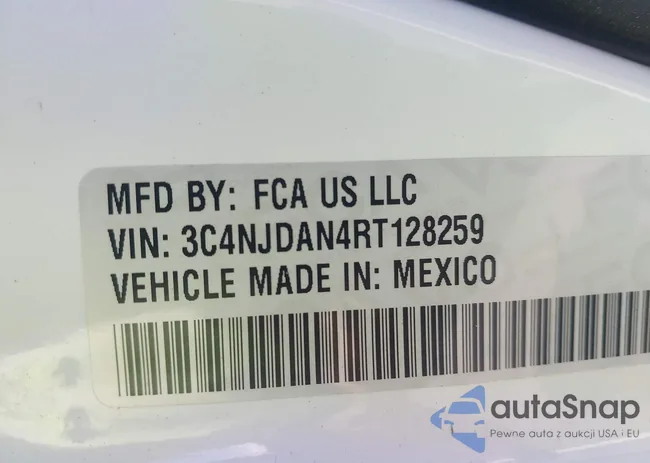 MFD BY: FCA US LLC
VIN: 3C4NJDAN4RT128259
VEHICLE MADE IN: MEXICO
autaSnap
Pewne auta z aukcji USA i EU